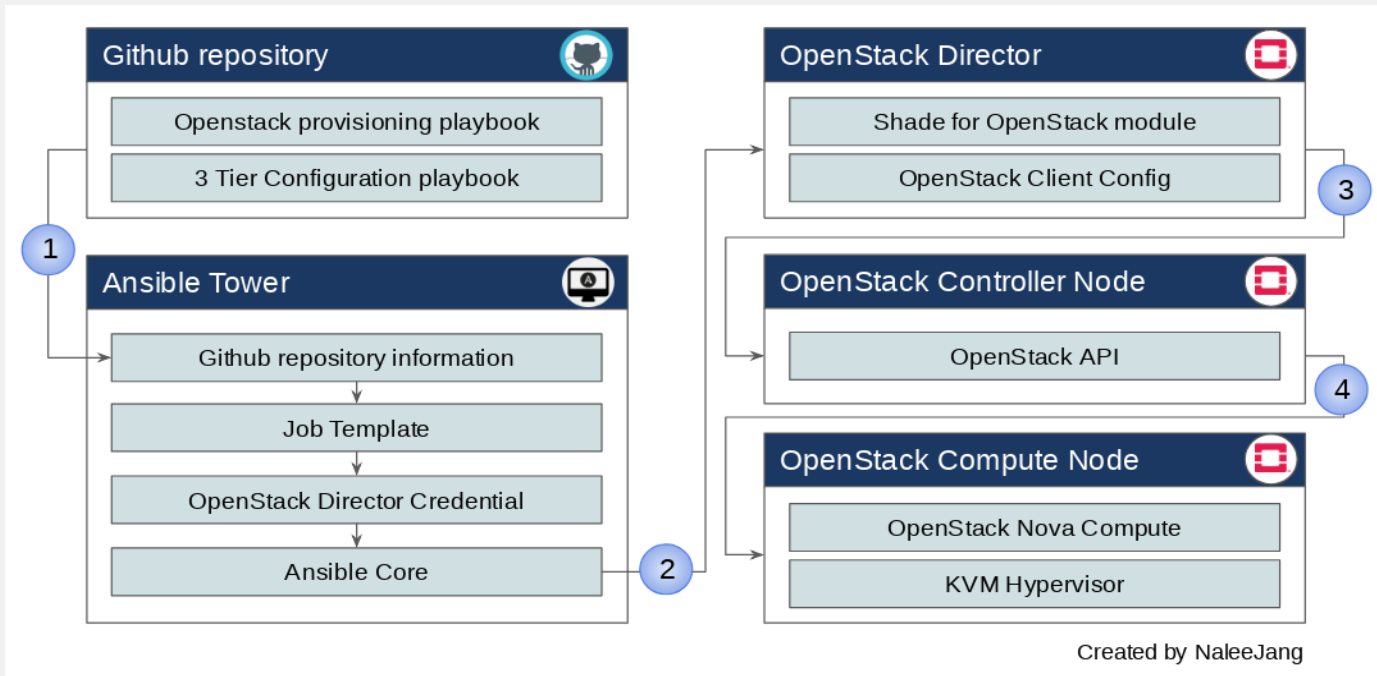 Github repository
Openstack provisioning playbook
3 Tier Configuration playbook
1
Ansible Tower
A
Github repository information
Job Template
OpenStack Director Credential
Ansible Core
2
OpenStack Director
Shade for OpenStack module
OpenStack Client Config
3
OpenStack Controller Node
OpenStack API
4
OpenStack Compute Node
OpenStack Nova Compute
KVM Hypervisor
Created by NaleeJang